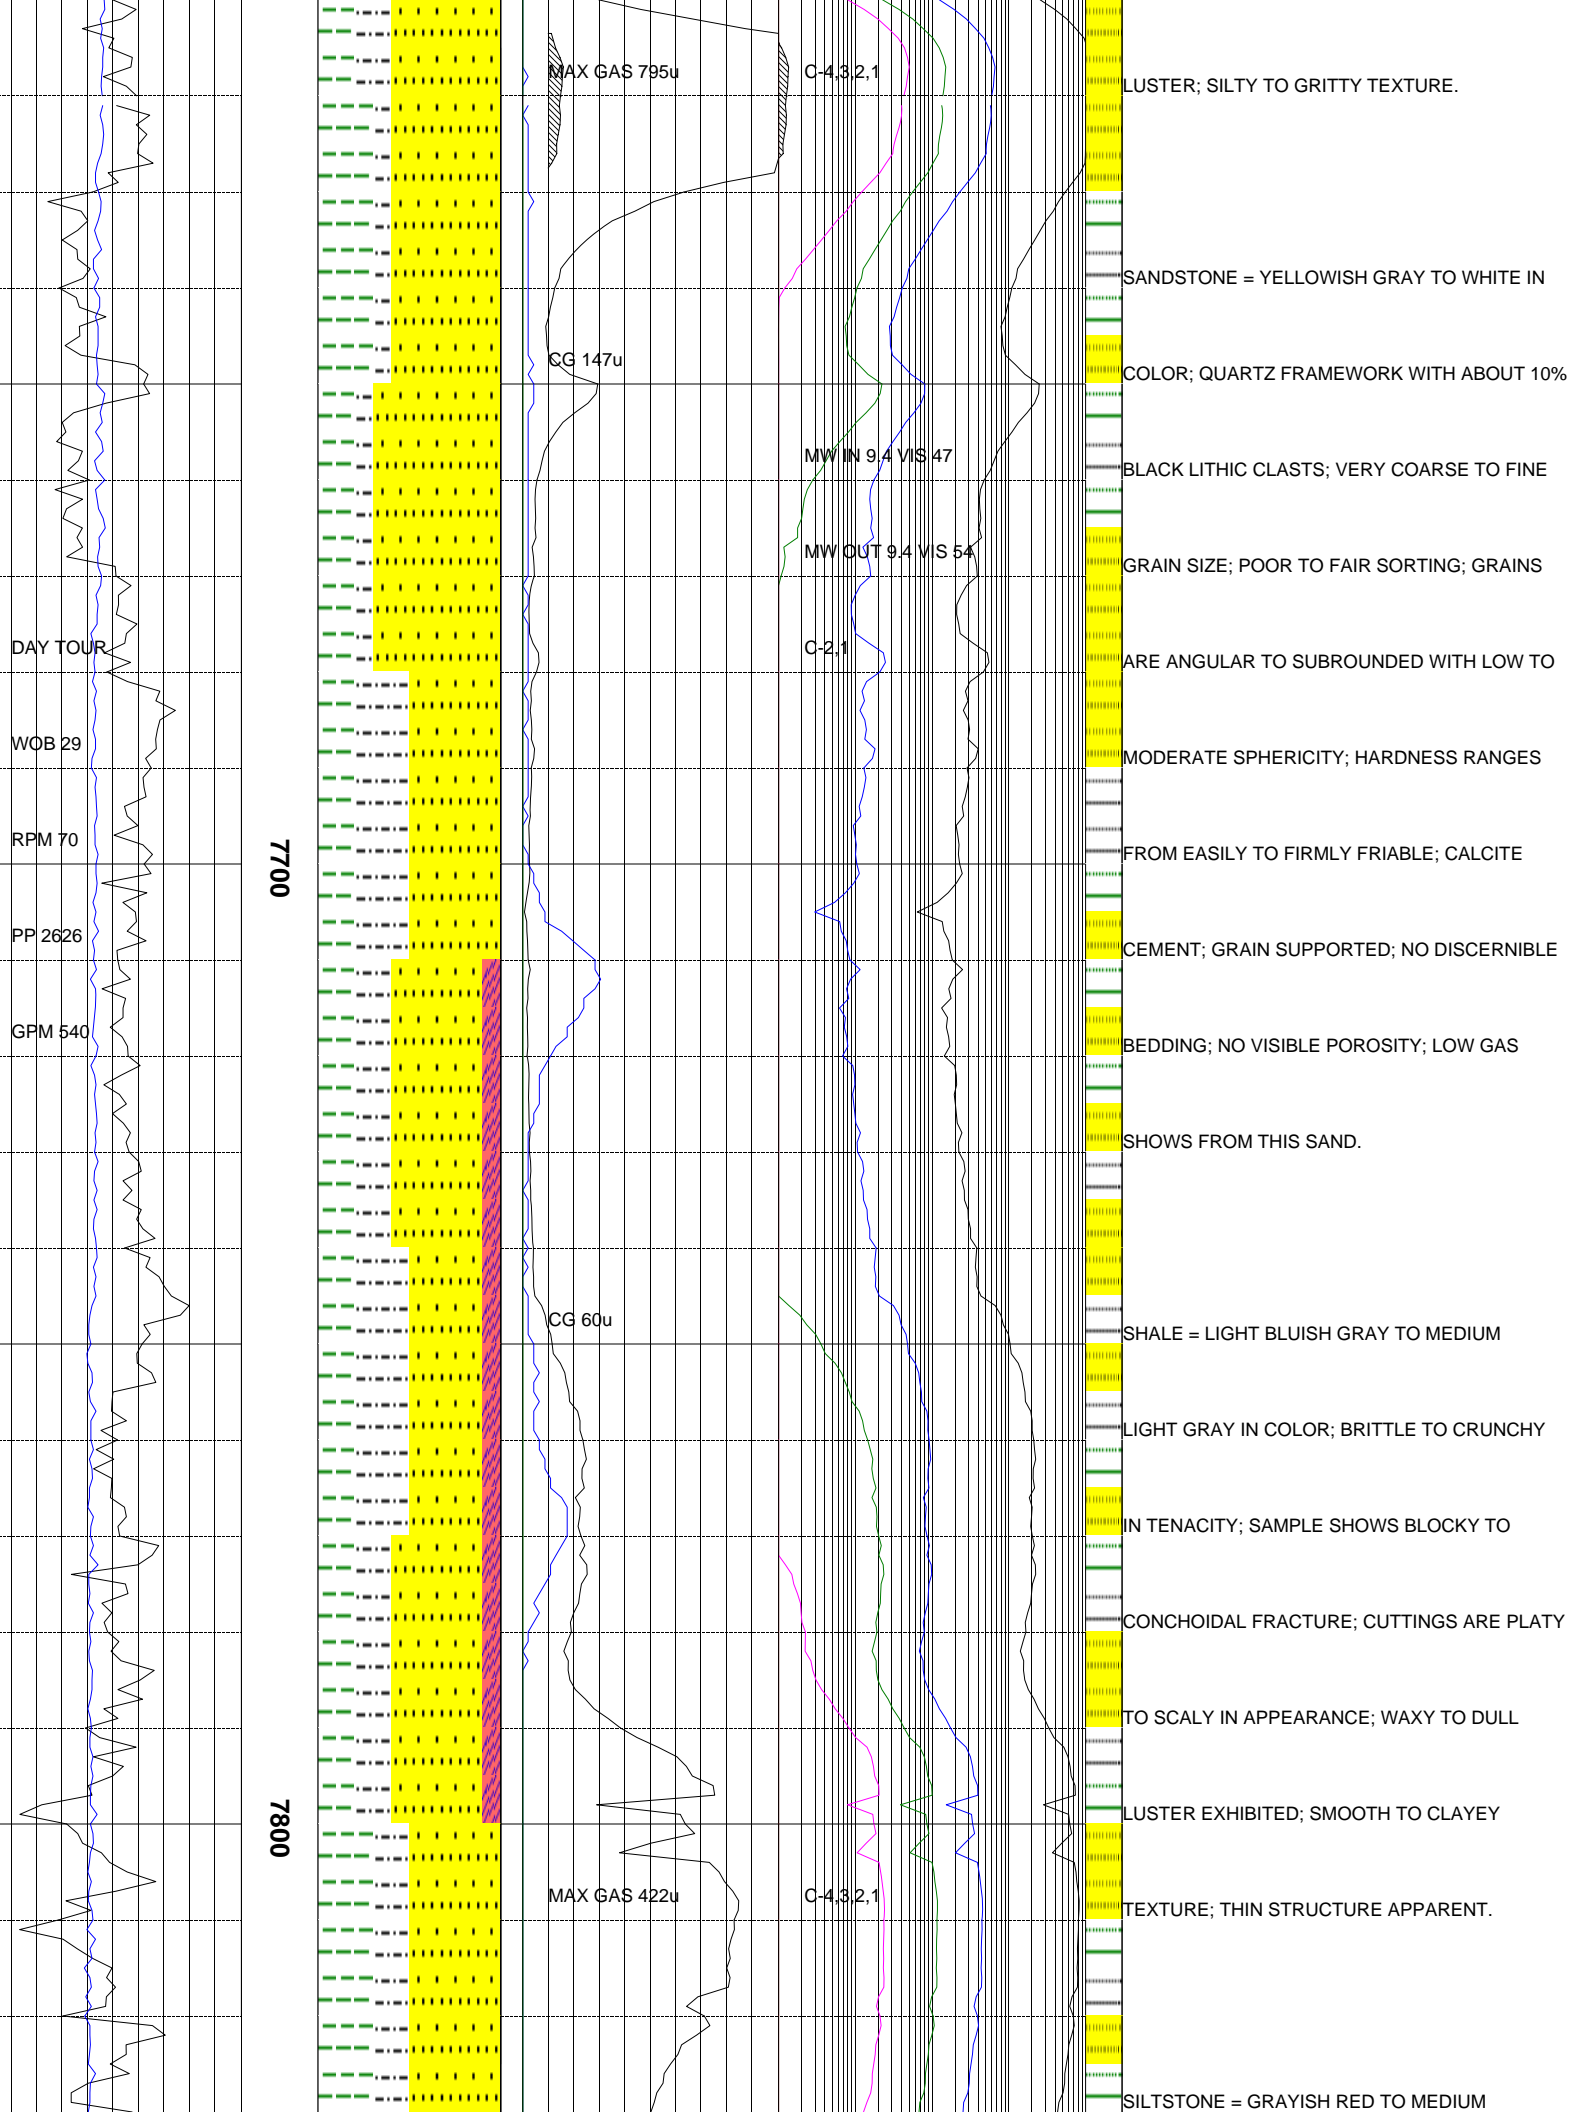 MAX GAS 795u
C-4,3,2,1
LUSTER; SILTY TO GRITTY TEXTURE.
SANDSTONE = YELLOWISH GRAY TO WHITE IN
CG 147u
COLOR; QUARTZ FRAMEWORK WITH ABOUT 10%
MW IN 9.4 VIS 47
BLACK LITHIC CLASTS; VERY COARSE TO FINE
MW OUT 9.4 VIS 54
GRAIN SIZE; POOR TO FAIR SORTING; GRAINS
DAY TOUR
C-2,1
ARE ANGULAR TO SUBROUNDED WITH LOW TO
WOB 29
MODERATE SPHERICITY; HARDNESS RANGES
RPM 70
7700
FROM EASILY TO FIRMLY FRIABLE; CALCITE
PP 2626
CEMENT; GRAIN SUPPORTED; NO DISCERNIBLE
GPM 540
BEDDING; NO VISIBLE POROSITY; LOW GAS
SHOWS FROM THIS SAND.
CG 60u
SHALE = LIGHT BLUISH GRAY TO MEDIUM
LIGHT GRAY IN COLOR; BRITTLE TO CRUNCHY
IN TENACITY; SAMPLE SHOWS BLOCKY TO
CONCHOIDAL FRACTURE; CUTTINGS ARE PLATY
TO SCALY IN APPEARANCE; WAXY TO DULL
7800
LUSTER EXHIBITED; SMOOTH TO CLAYEY
MAX GAS 422u
C-4,3,2,1
TEXTURE; THIN STRUCTURE APPARENT.
SILTSTONE = GRAYISH RED TO MEDIUM